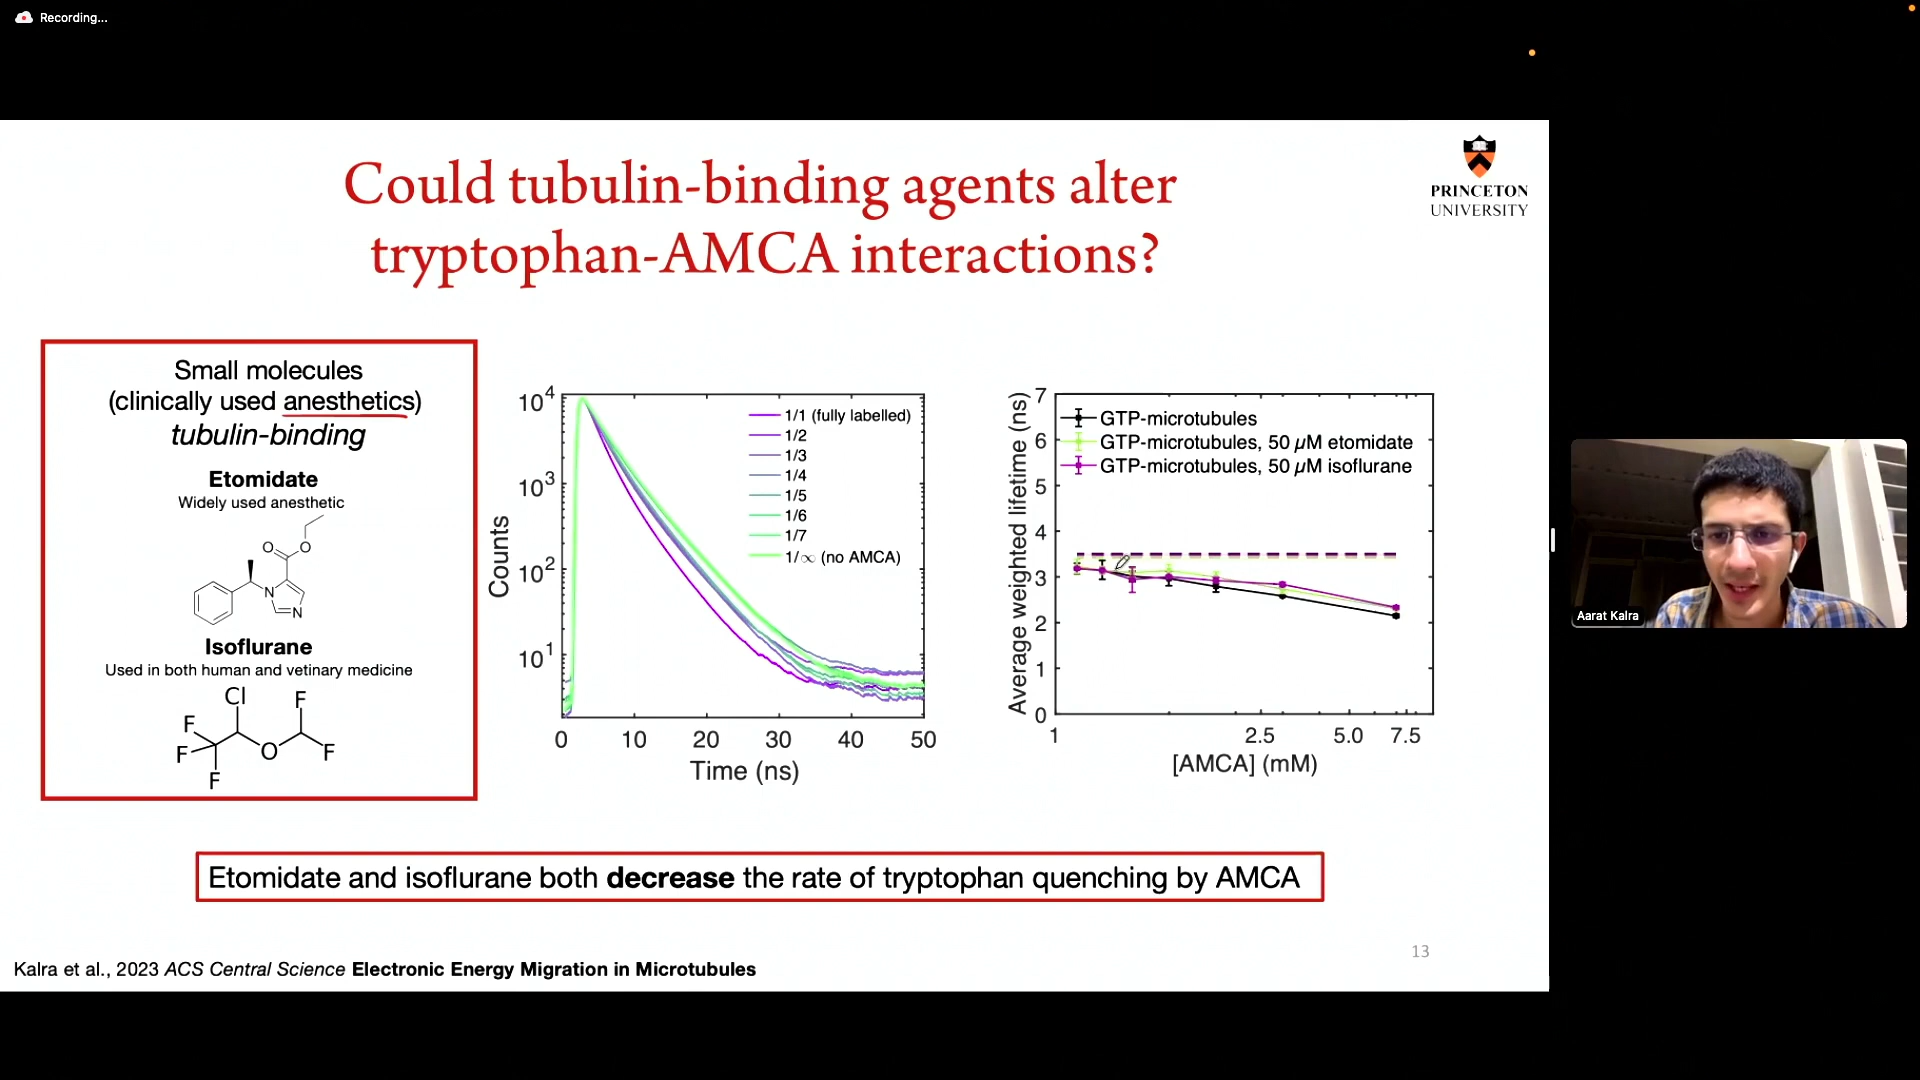 Recording...
Could tubulin-binding agents alter
tryptophan-AMCA interactions?
PRINCETON
UNIVERSITY
Small molecules
(clinically used anesthetics)
tubulin-binding
Etomidate
Widely used anesthetic
O
O
N
N
Isoflurane
Used in both human and vetinary medicine
Cl
F
F
F
O
F
F
Counts
10^4
10^3
10^2
10^1
1/1 (fully labelled)
1/2
1/3
1/4
1/5
1/6
1/7
1/∞ (no AMCA)
0 10 20 30 40 50
Time (ns)
Average weighted lifetime (ns)
7
6
5
4
3
2
1
0
GTP-microtubules
GTP-microtubules, 50 μM etomidate
GTP-microtubules, 50 μM isoflurane
1 2.5 5.0 7.5
[AMCA] (mM)
Aarat Kalra
Etomidate and isoflurane both decrease the rate of tryptophan quenching by AMCA
13
Kalra et al., 2023 ACS Central Science Electronic Energy Migration in Microtubules